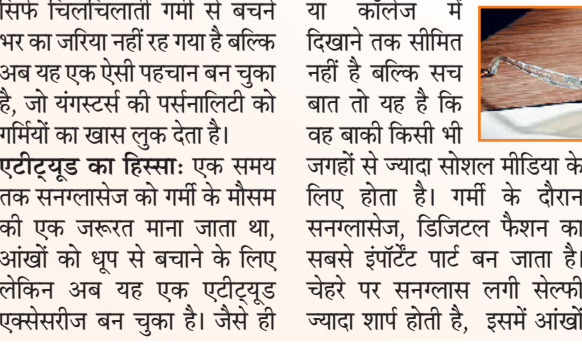 सिर्फ चिलचिलाती गर्मी से बचने
भर का जरिया नहीं रह गया है बल्कि
अब यह एक ऐसी पहचान बन चुका
है, जो यंगस्टर्स की पर्सनालिटी को
गर्मियों का खास लुक देता है।
एटीट्यूड का हिस्साः एक समय
तक सनग्लासेज को गर्मी के मौसम
की एक जरूरत माना जाता था,
आंखों को धूप से बचाने के लिए
लेकिन अब यह एक एटीट्यूड
एक्सेसरीज बन चुका है। जैसे ही
या कॉलेज में
दिखाने तक सीमित
नहीं है बल्कि सच
बात तो यह है कि
वह बाकी किसी भी
जगहों से ज्यादा सोशल मीडिया के
लिए होता है। गर्मी के दौरान
सनग्लासेज, डिजिटल फैशन का
सबसे इंपॉर्टेंट पार्ट बन जाता है।
चेहरे पर सनग्लास लगी सेल्फी
ज्यादा शार्प होती है, इसमें आंखों